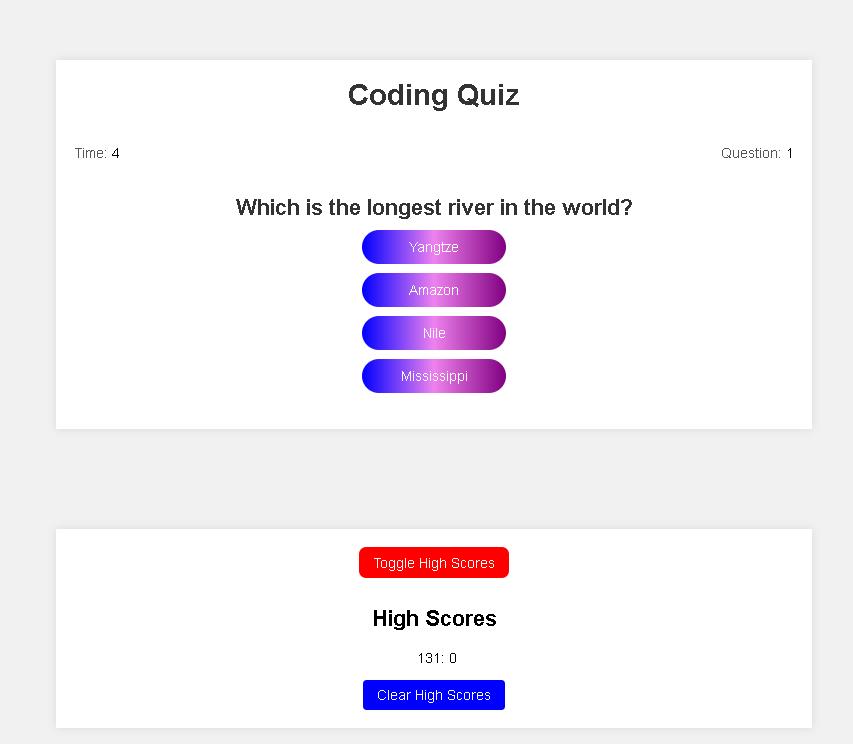 Coding Quiz
Time: 4
Question: 1
Which is the longest river in the world?
Yangtze
Amazon
Nile
Mississippi
Toggle High Scores
High Scores
131: 0
Clear High Scores